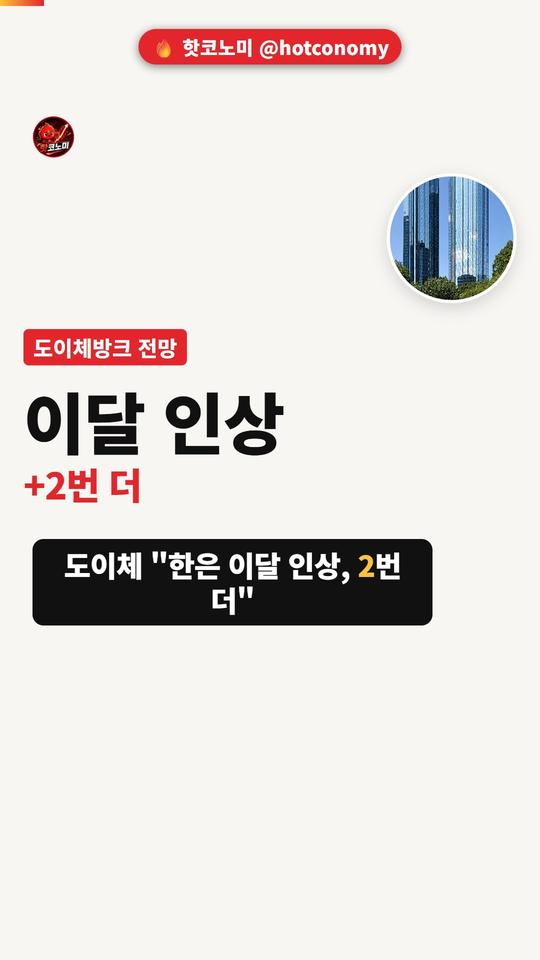 🔥 핫코노미 @hotconomy
핫코노미
도이체방크 전망
이달 인상
+2번 더
도이체 "한은 이달 인상, 2번
더"